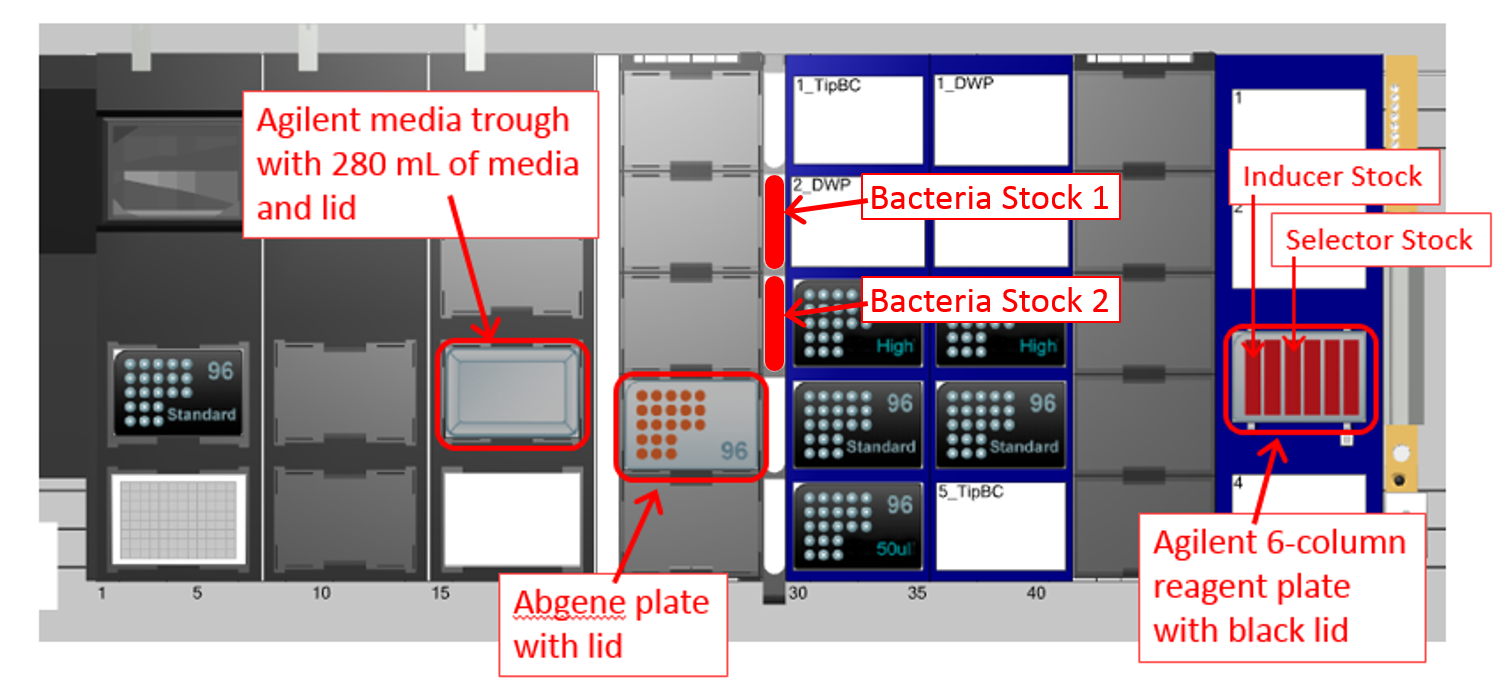 Agilent media trough
with 280 mL of media
and lid
1_TipBC
1_DWP
1
2_DWP
Bacteria Stock 1
Inducer Stock
2
Selector Stock
Bacteria Stock 2
High
High
96
Standard
96
96
Standard
96
Standard
96
50ul
5_TipBC
4
Agilent 6-column
reagent plate
with black lid
Abgene plate
with lid
1
5
10
15
30
35
40